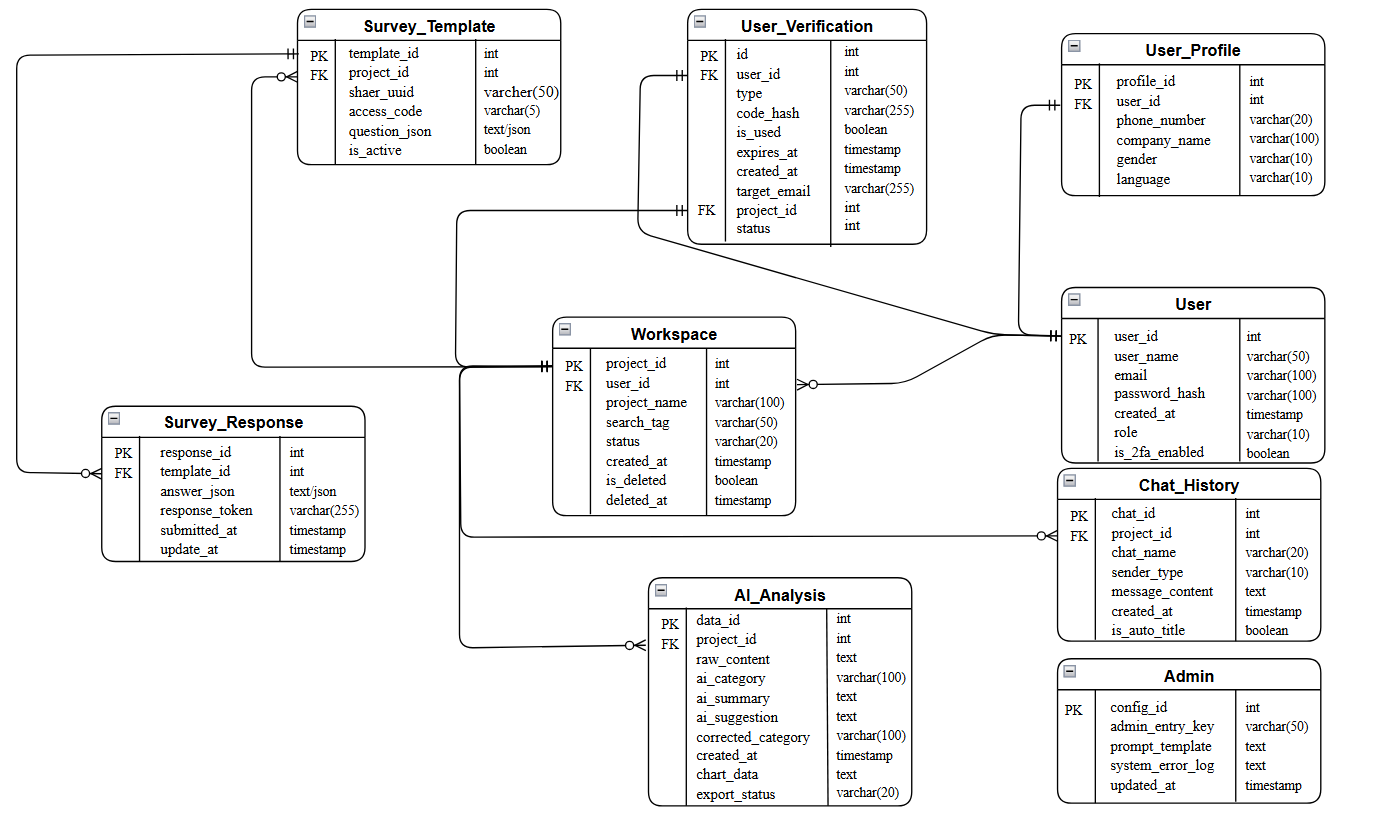 Survey_Template
PK template_id int
FK project_id int
shaer_uuid varcher(50)
access_code varchar(5)
question_json text/json
is_active boolean
User_Verification
PK id int
FK user_id int
type varchar(50)
code_hash varchar(255)
is_used boolean
expires_at timestamp
created_at timestamp
target_email varchar(255)
FK project_id int
status int
User_Profile
PK profile_id int
FK user_id int
phone_number varchar(20)
company_name varchar(100)
gender varchar(10)
language varchar(10)
User
PK user_id int
user_name varchar(50)
email varchar(100)
password_hash varchar(100)
created_at timestamp
role varchar(10)
is_2fa_enabled boolean
Workspace
PK project_id int
FK user_id int
project_name varchar(100)
search_tag varchar(50)
status varchar(20)
created_at timestamp
is_deleted boolean
deleted_at timestamp
Survey_Response
PK response_id int
FK template_id int
answer_json text/json
response_token varchar(255)
submitted_at timestamp
update_at timestamp
Chat_History
PK chat_id int
FK project_id int
chat_name varchar(20)
sender_type varchar(10)
message_content text
created_at timestamp
is_auto_title boolean
AI_Analysis
PK data_id int
FK project_id int
raw_content text
ai_category varchar(100)
ai_summary text
ai_suggestion text
corrected_category varchar(100)
created_at timestamp
chart_data text
export_status varchar(20)
Admin
PK config_id int
admin_entry_key varchar(50)
prompt_template text
system_error_log text
updated_at timestamp